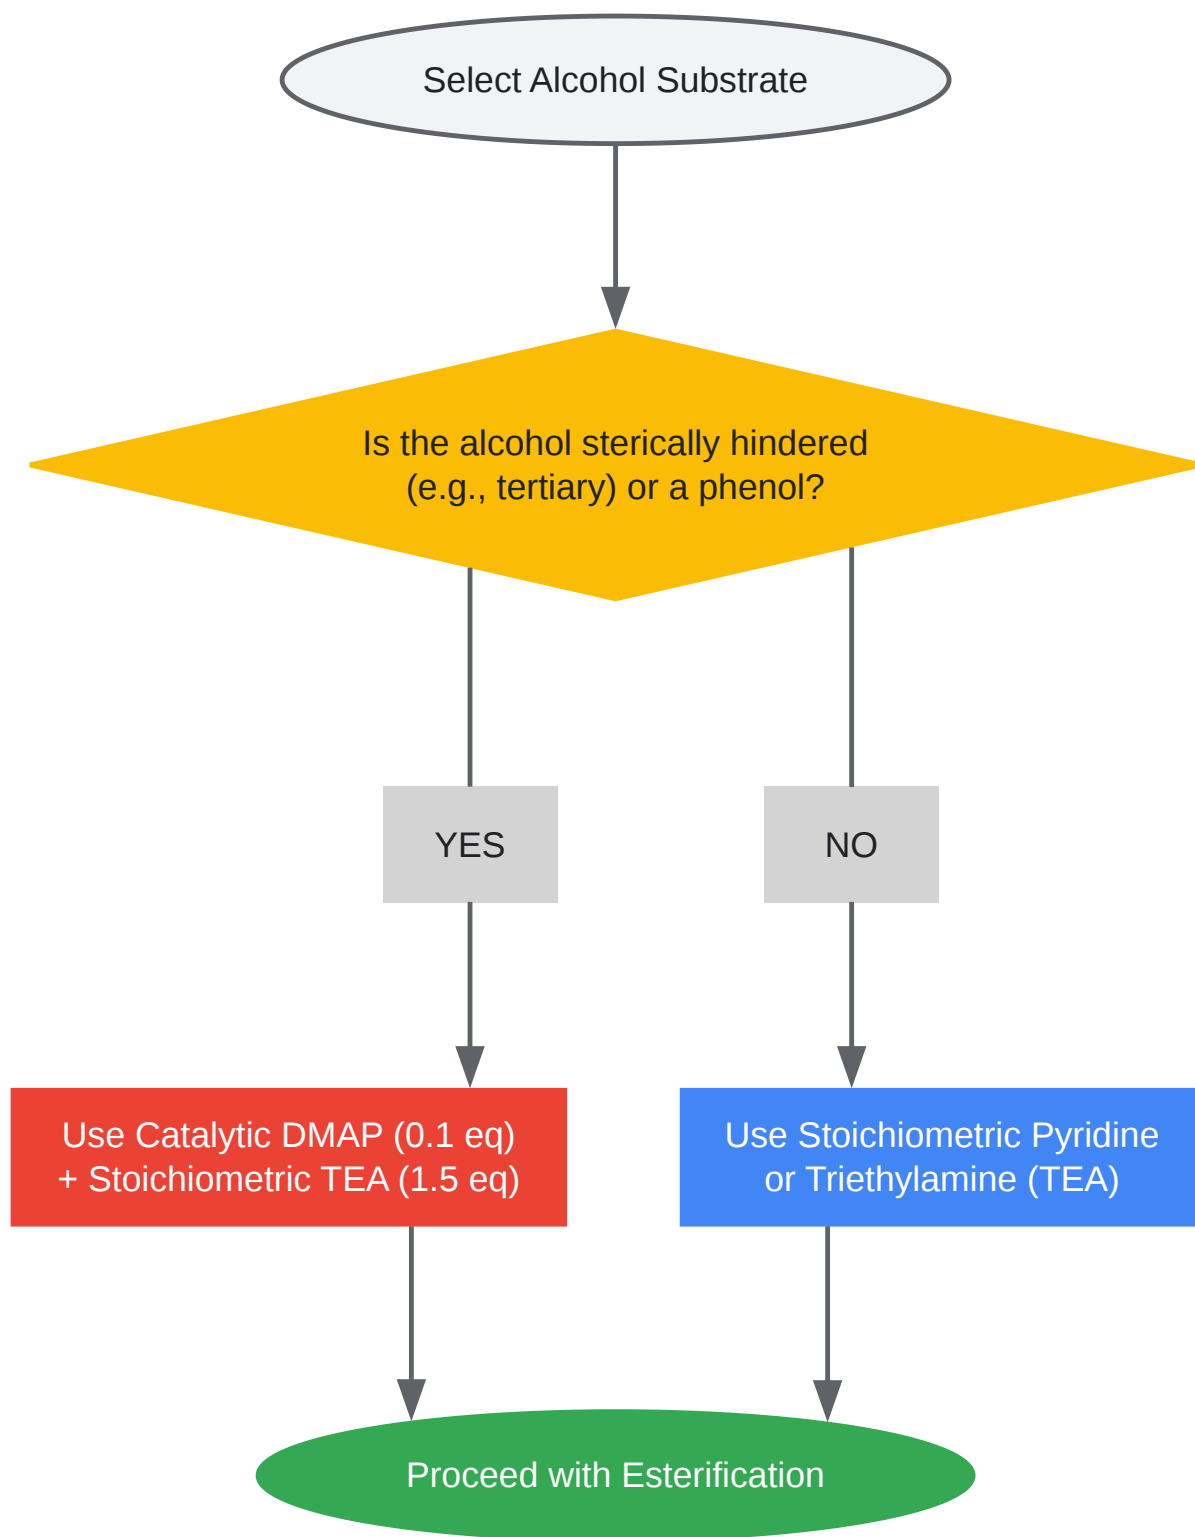 Select Alcohol Substrate
Is the alcohol sterically hindered
(e.g., tertiary) or a phenol?
YES
NO
Use Catalytic DMAP (0.1 eq)
+ Stoichiometric TEA (1.5 eq)
Use Stoichiometric Pyridine
or Triethylamine (TEA)
Proceed with Esterification